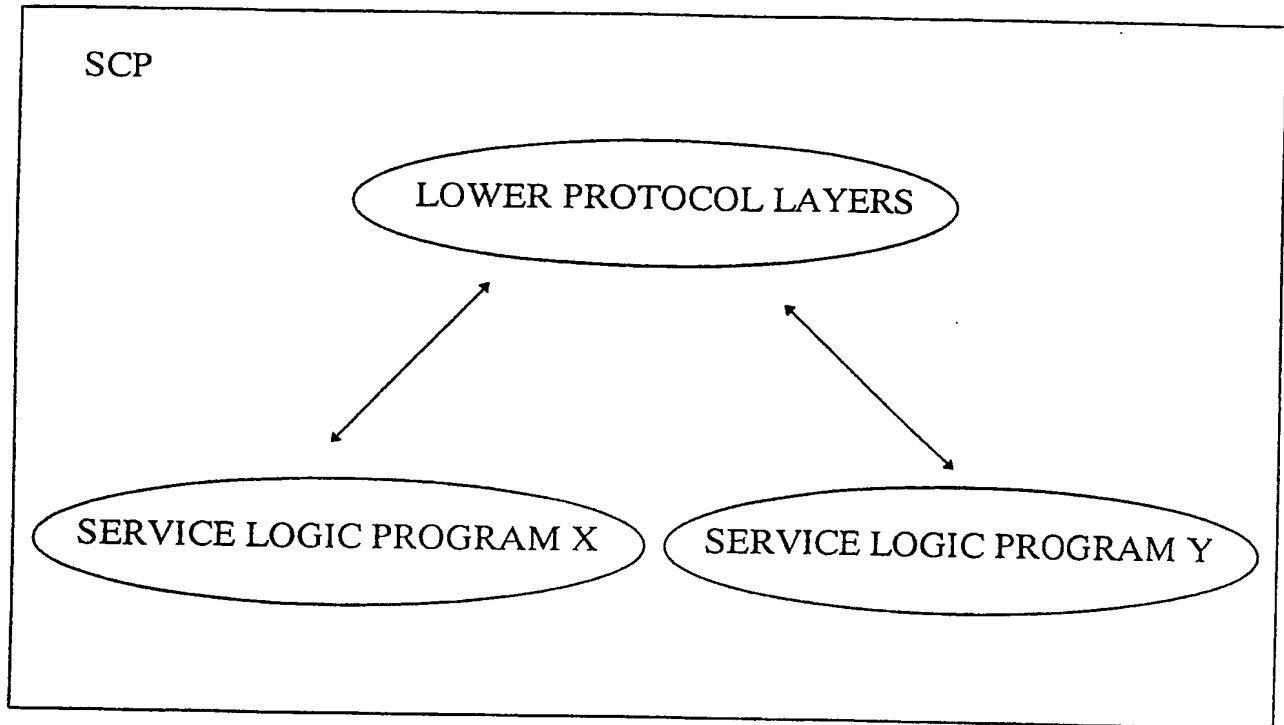 SCP
LOWER PROTOCOL LAYERS
SERVICE LOGIC PROGRAM X
SERVICE LOGIC PROGRAM Y